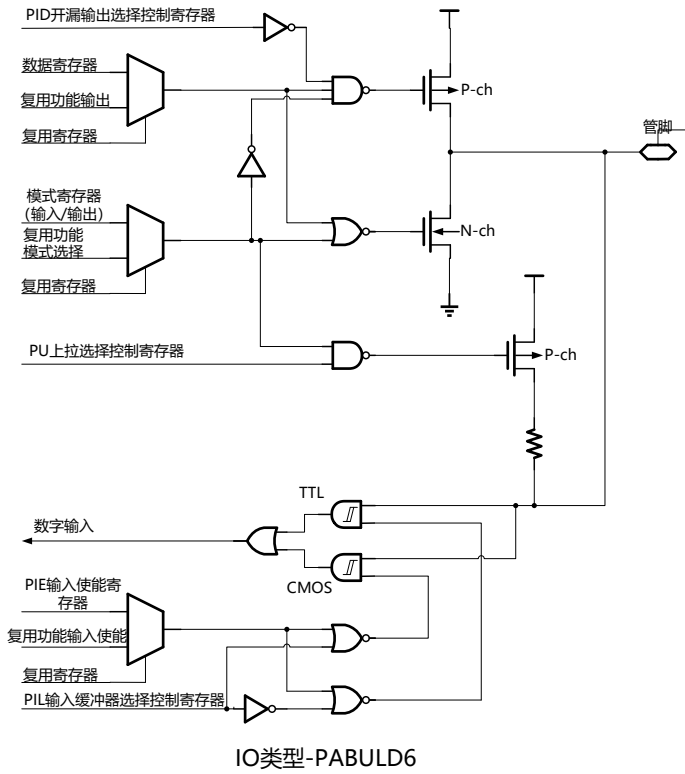 PID开漏输出选择控制寄存器
数据寄存器
复用功能输出
复用寄存器
P-ch
管脚
模式寄存器
(输入/输出)
复用功能
模式选择
复用寄存器
N-ch
PU上拉选择控制寄存器
P-ch
TTL
数字输入
CMOS
PIE输入使能寄
存器
复用功能输入使能
复用寄存器
PIL输入缓冲器选择控制寄存器
IO类型-PABULD6